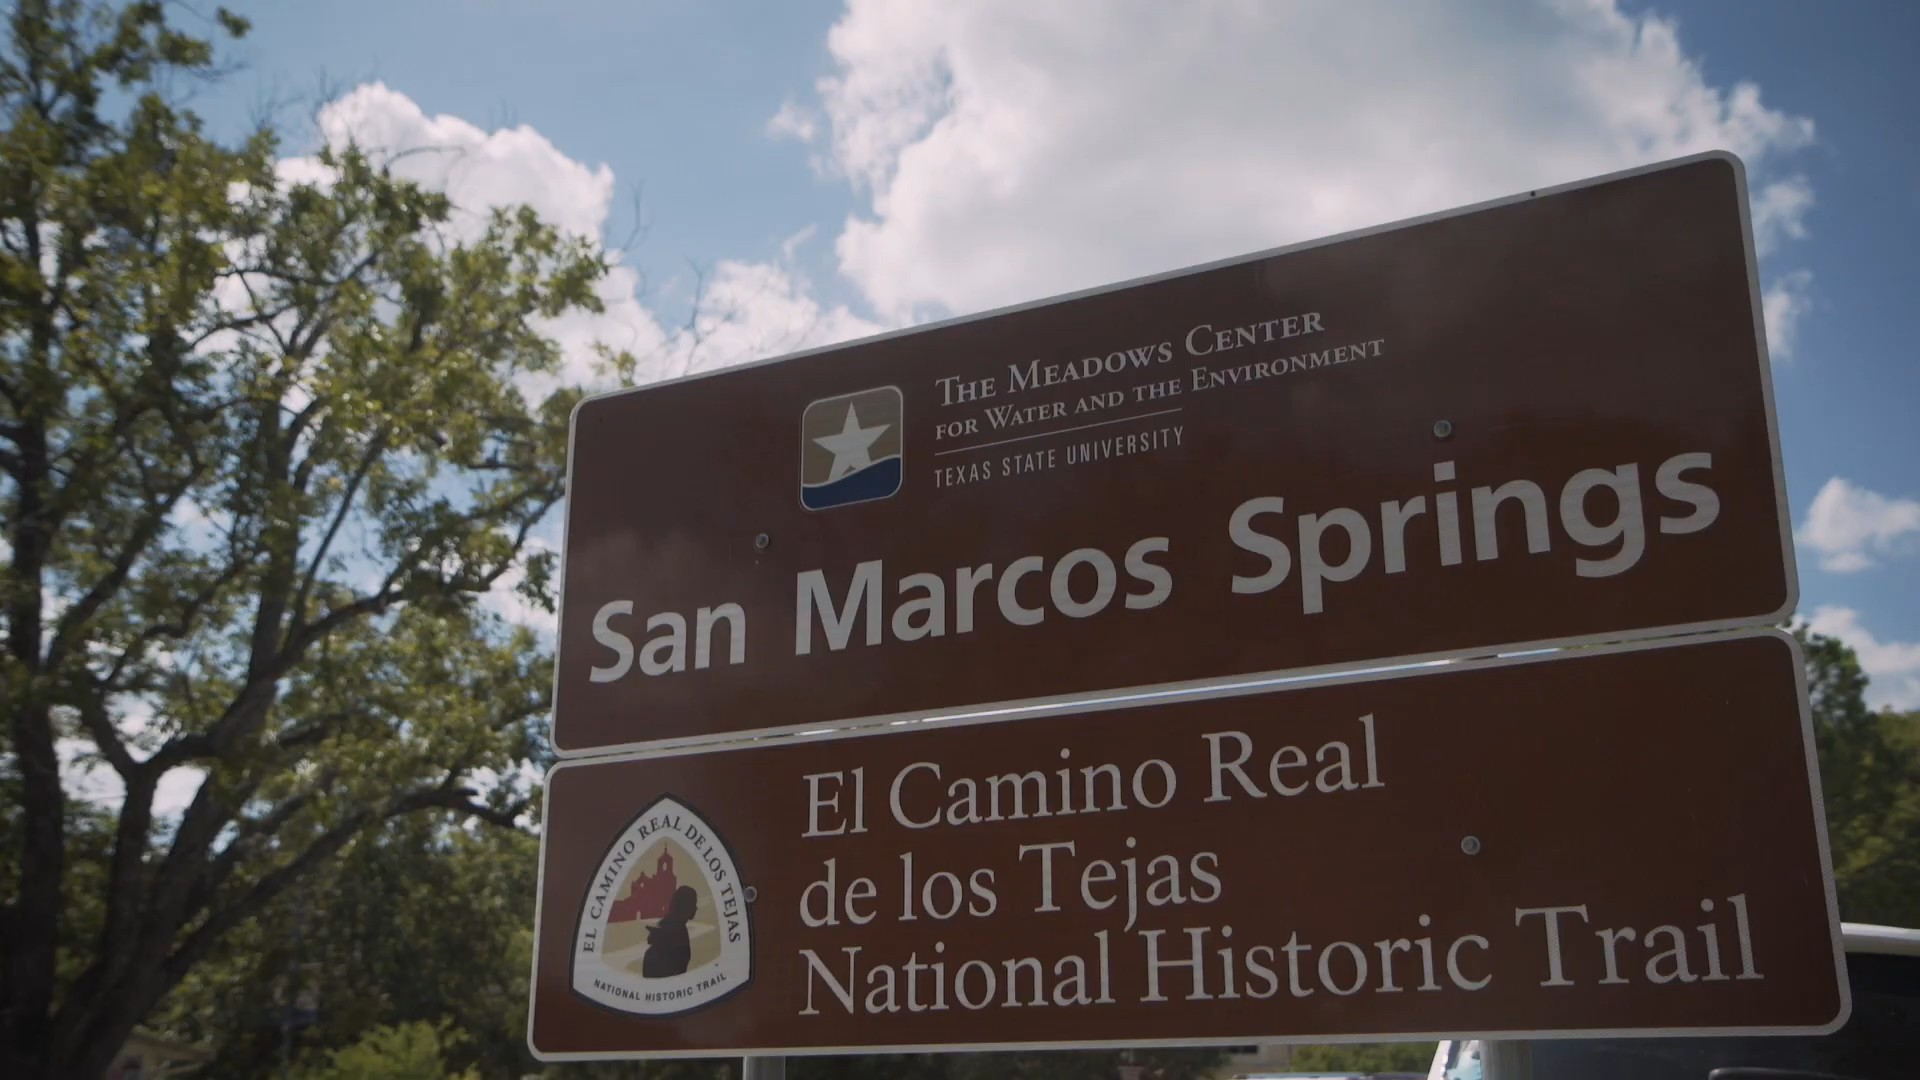 THE MEADOWS CENTER
FOR WATER AND THE ENVIRONMENT
TEXAS STATE UNIVERSITY
San Marcos Springs
El Camino Real
de los Tejas
National Historic Trail
EL CAMINO REAL DE LOS TEJAS
NATIONAL HISTORIC TRAIL